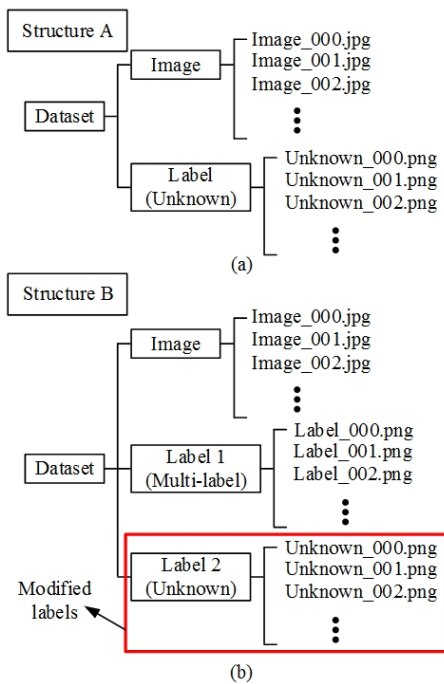 Structure A
Image
Image_000.jpg
Image_001.jpg
Image_002.jpg
Dataset
Label
(Unknown)
Unknown_000.png
Unknown_001.png
Unknown_002.png
(a)
Structure B
Image
Image_000.jpg
Image_001.jpg
Image_002.jpg
Dataset
Label 1
(Multi-label)
Label_000.png
Label_001.png
Label_002.png
Label 2
(Unknown)
Unknown_000.png
Unknown_001.png
Unknown_002.png
Modified
labels
(b)